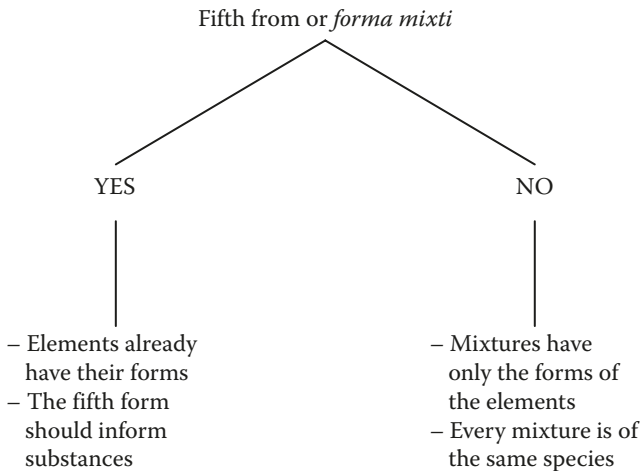 Fifth from or forma mixti
YES
NO
– Elements already
have their forms
– The fifth form
should inform
substances
– Mixtures have
only the forms of
the elements
– Every mixture is of
the same species